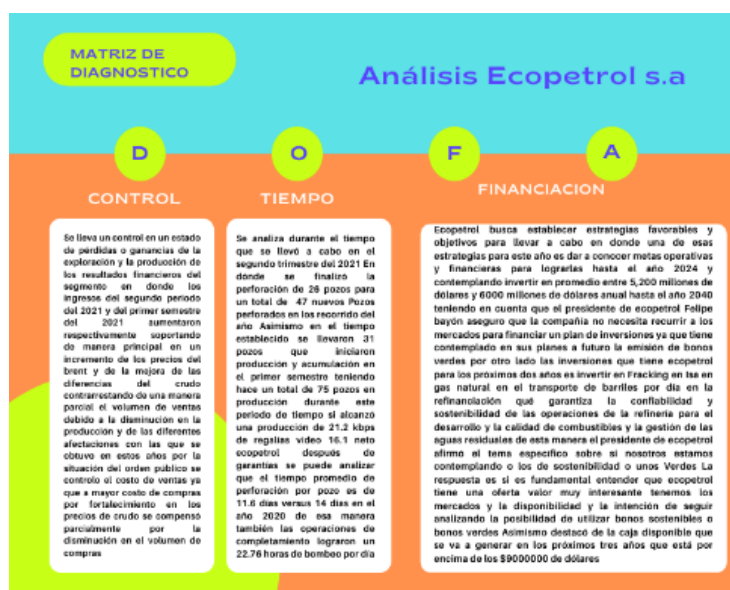 MATRIZ DE
DIAGNOSTICO
Análisis Ecopetrol s.a
D
O
F
A
CONTROL
TIEMPO
FINANCIACION
Se lleva un control en un estado
de pérdidas o ganancias de la
exploración y la producción de
los resultados financieros del
segmento en donde los
ingresos del segundo periodo
del 2021 y del primer semestre
del 2021 aumentaron
respectivamente soportando
de manera principal en un
incremento de los precios del
brent y de la mejora de las
diferencias del crudo
contrarrestando de una manera
parcial el volumen de ventas
debido a la disminución en la
producción y de las diferentes
afectaciones con las que se
obtuvo en estos años por la
situación del orden público se
controlo el costo de ventas ya
que a mayor costo de compras
por fortalecimiento en los
precios de crudo se compensó
parcialmente por la
disminución en el volumen de
compras
Se analiza durante el tiempo
que se llevó a cabo en el
segundo trimestre del 2021 En
donde se finalizó la
perforación de 26 pozos para
un total de 47 nuevos Pozos
perforados en los recorrido del
año Asimismo en el tiempo
establecido se llevaron 31
pozos que iniciaron
producción y acumulación en
el primer semestre teniendo
hace un total de 75 pozos en
producción durante este
periodo de tiempo si alcanzó
una producción de 21.2 kbps
de regalías video 16.1 neto
ecopetrol después de
garantías se puede analizar
que el tiempo promedio de
perforación por pozo es de
11.6 días versus 14 días en el
año 2020 de esa manera
también las operaciones de
completamiento lograron un
22.76 horas de bombeo por día
Ecopetrol busca establecer estrategias favorables y
objetivos para llevar a cabo en donde una de esas
estrategias para este año es dar a conocer metas operativas
y financieras para lograrlas hasta el año 2024 y
contemplando invertir en promedio entre 5,200 millones de
dólares y 6000 millones de dólares anual hasta el año 2040
teniendo en cuenta que el presidente de ecopetrol Felipe
bayón aseguro que la compañía no necesita recurrir a los
mercados para financiar un plan de inversiones ya que tiene
contemplado en sus planes a futuro la emisión de bonos
verdes por otro lado las inversiones que tiene ecopetrol
para los próximos dos años es invertir en Fracking en Isa en
gas natural en el transporte de barriles por día en la
refinanciación qué garantiza la confiabilidad y
sostenibilidad de las operaciones de la refinería para el
desarrollo y la calidad de combustibles y la gestión de las
aguas residuales de esta manera el presidente de ecopetrol
afirmo el tema especifico sobre si nosotros estamos
contemplando o los de sostenibilidad o unos Verdes La
respuesta es si es fundamental entender que ecopetrol
tiene una oferta valor muy interesante tenemos los
mercados y la disponibilidad y la intención de seguir
analizando la posibilidad de utilizar bonos sostenibles o
bonos verdes Asimismo destacó de la caja disponible que
se va a generar en los próximos tres años que está por
encima de los $9000000 de dólares